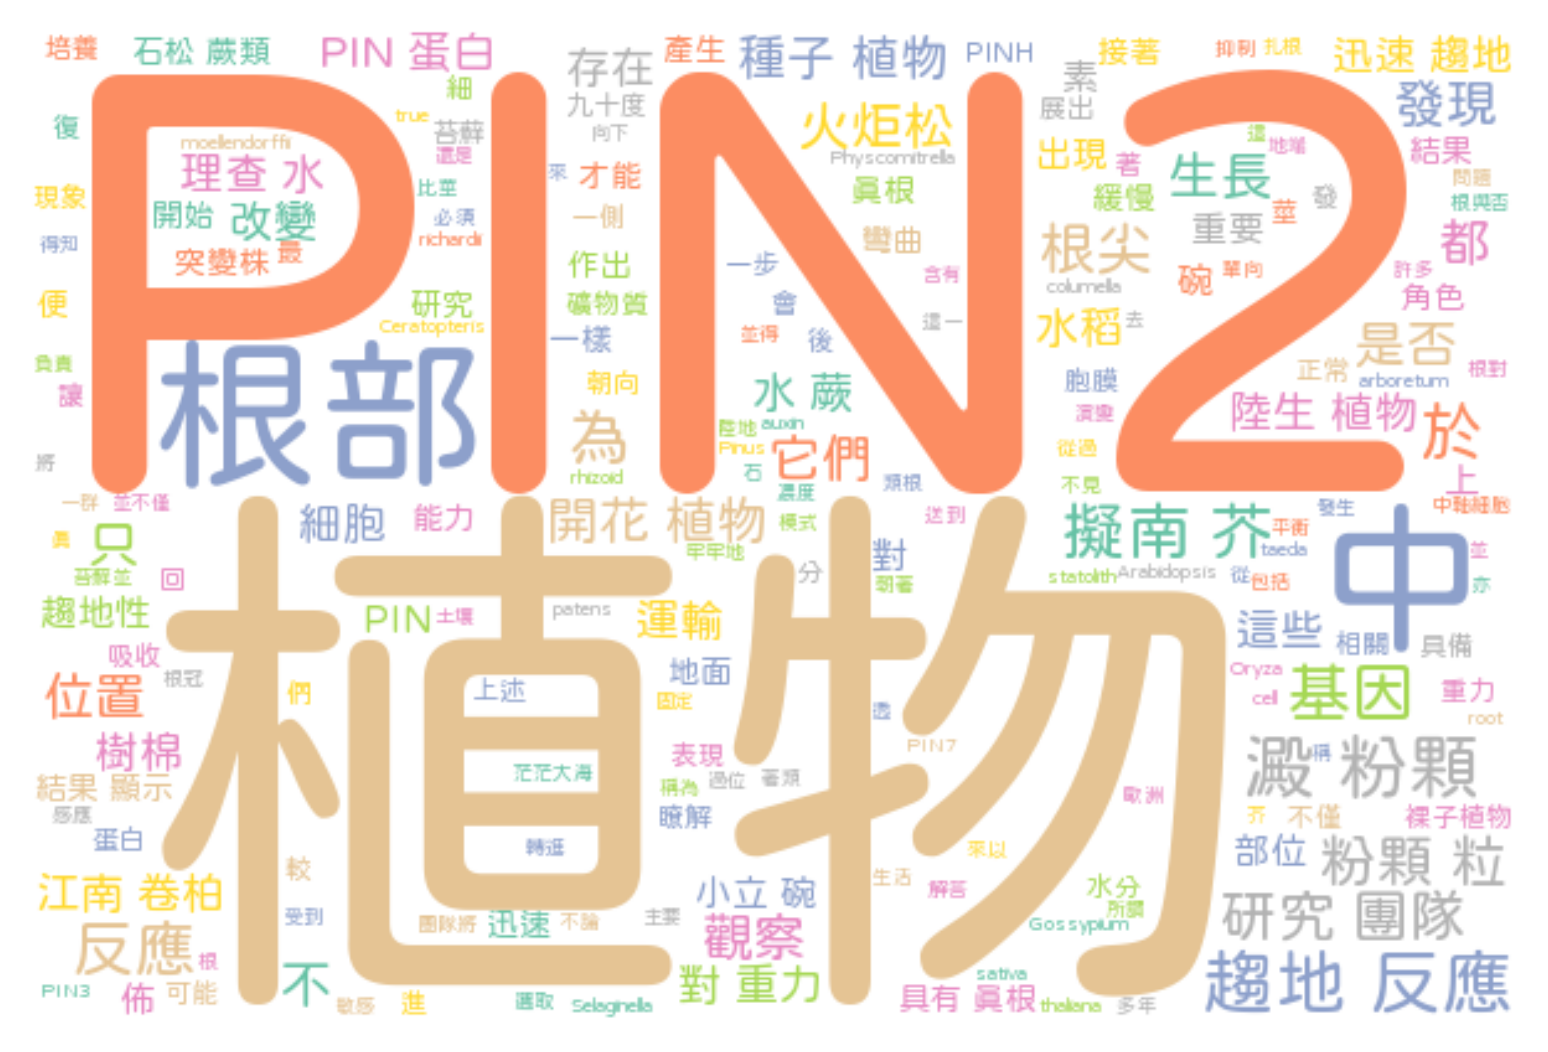 培養 石松 蕨類 PIN 蛋白 存在 產生 種子 植物 PINH 接著 抑制 扎根 迅速 趨地
細 九十度 素 展出 發現
復 true 苔蘚 向下 火炬松 這
moellendorffii 還是 Physcomitrella 出現 著 生長 地端 結果
理查 水 比華 來 才能 真根 緩慢 問題
現象 開始 改變 必須 一側 重要 莖 發 根與否
得知 突變株 最 richardii 彎曲 根尖 都
作出 一步 含有 碗 單向 許多
便 研究 礦物質 會 columella 角色
Ceratopteris 一樣 並得 後 這一 水稻 去 是否
負責 朝向 水 蕨 胞膜 正常 arboretum 根對
讓 根部 為 陸地 auxin 演變 陸生 植物 於
PIN2
將 rhizoid Pinus 它們 從過
石 濃度 類根 不見 上
一群 並不僅 細胞 能力 開花 植物 模式 送到 發生 中軸細胞
只 罕罕地 對 擬南 芥 平衡 taeda 中 並
苔蘚並 回 分 朝著 statolith Arabidopsis 從 包括 亦
趨地性 PIN 土壤 patens 運輸 這些 相關 具備
吸收 根冠 地面 Oryza
位置 們 上述 固定 透 cell 基因 重力 root
樹棉 表現 PIN7 澱 稱 粉顆
結果 顯示 茫茫大海 稱為 過位 著類 歐洲
感應 瞭解 芥 不僅 裸子植物
蛋白 轉逛 來以 部位 粉顆 粒
江南 卷柏 較 小立 碗 生活 解答 水分 所謂
受到 團隊將 迅速 不論 主要 觀察 Gossypium 研究 團隊
反應 根 植物
PIN3 佈 可能 不 敏感 進 選取 Selaginella 對 重力 具有 真根 sativa thaliana 多年 趨地 反應